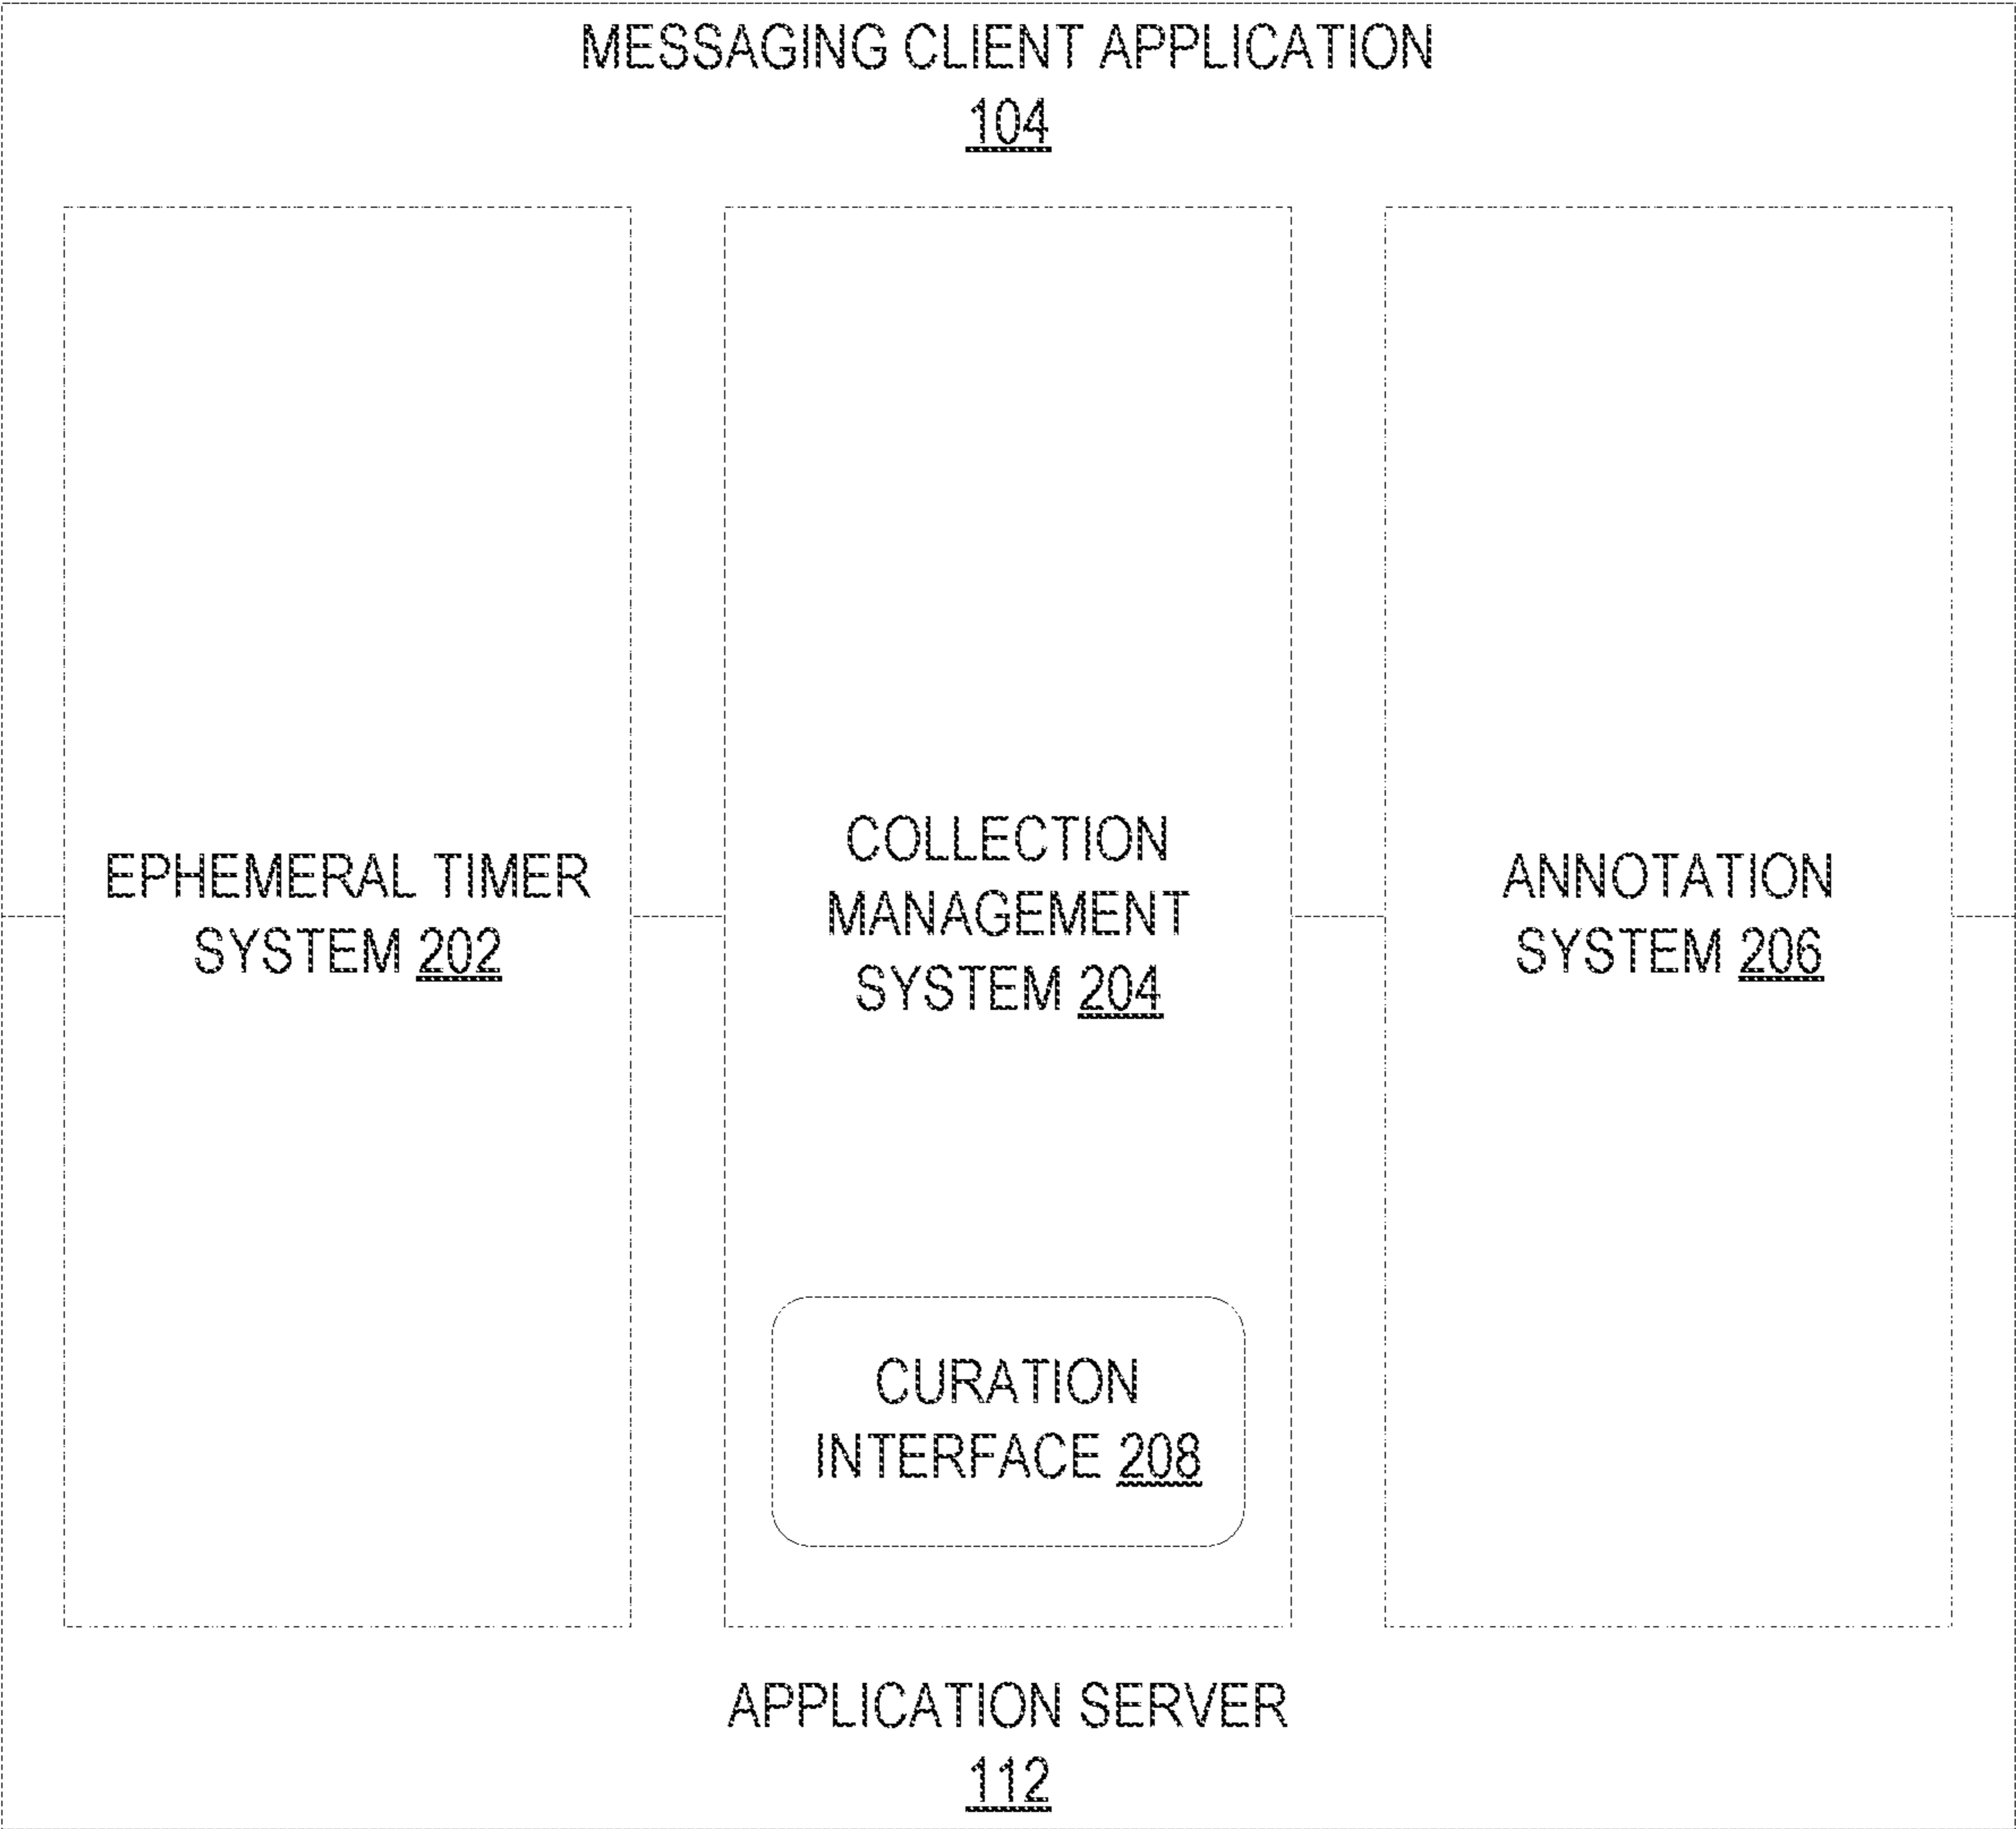 MESSAGING CLIENT APPLICATION
104
EPHEMERAL TIMER
SYSTEM 202
COLLECTION
MANAGEMENT
SYSTEM 204
ANNOTATION
SYSTEM 206
CURATION
INTERFACE 208
APPLICATION SERVER
112